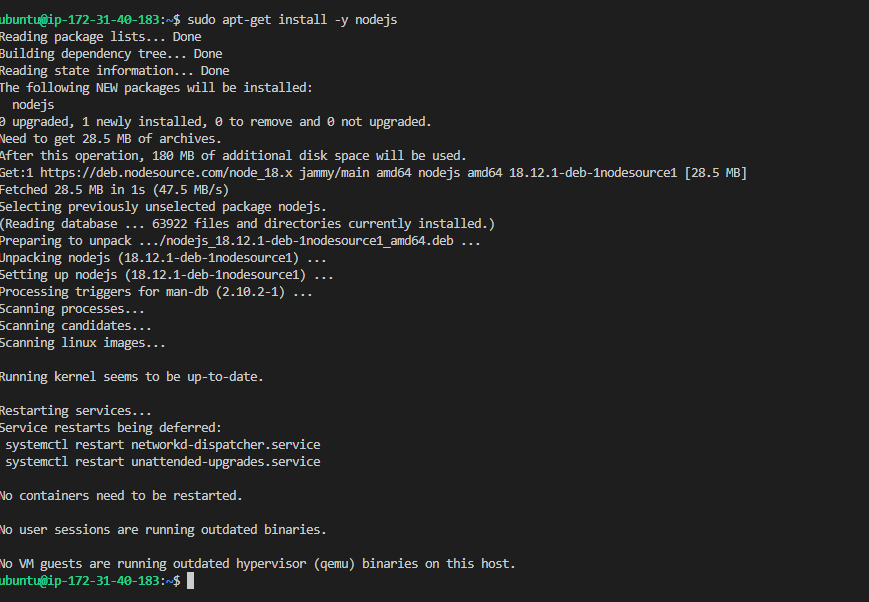 ubuntu@ip-172-31-40-183:~$ sudo apt-get install -y nodejs
Reading package lists... Done
Building dependency tree... Done
Reading state information... Done
The following NEW packages will be installed:
  nodejs
0 upgraded, 1 newly installed, 0 to remove and 0 not upgraded.
Need to get 28.5 MB of archives.
After this operation, 180 MB of additional disk space will be used.
Get:1 https://deb.nodesource.com/node_18.x jammy/main amd64 nodejs amd64 18.12.1-deb-1nodesource1 [28.5 MB]
Fetched 28.5 MB in 1s (47.5 MB/s)
Selecting previously unselected package nodejs.
(Reading database ... 63922 files and directories currently installed.)
Preparing to unpack .../nodejs_18.12.1-deb-1nodesource1_amd64.deb ...
Unpacking nodejs (18.12.1-deb-1nodesource1) ...
Setting up nodejs (18.12.1-deb-1nodesource1) ...
Processing triggers for man-db (2.10.2-1) ...
Scanning processes...
Scanning candidates...
Scanning linux images...

Running kernel seems to be up-to-date.

Restarting services...
Service restarts being deferred:
 systemctl restart networkd-dispatcher.service
 systemctl restart unattended-upgrades.service

No containers need to be restarted.

No user sessions are running outdated binaries.

No VM guests are running outdated hypervisor (qemu) binaries on this host.
ubuntu@ip-172-31-40-183:~$